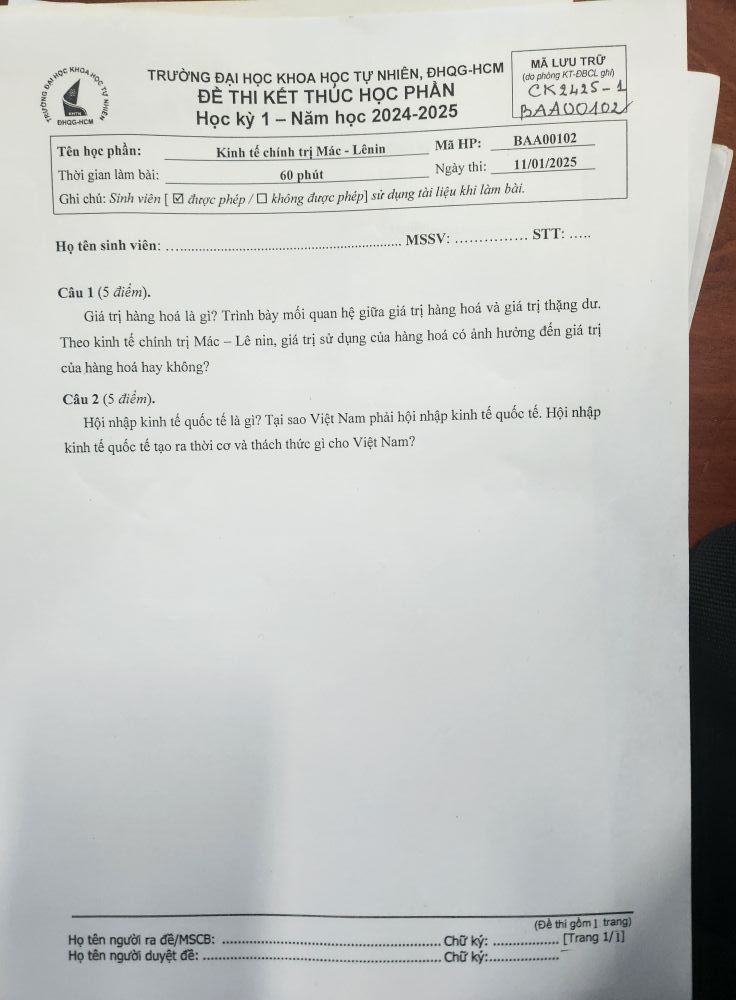 TRƯỜNG ĐẠI HỌC KHOA HỌC TỰ NHIÊN
ĐHQG-HCM
TRƯỜNG ĐẠI HỌC KHOA HỌC TỰ NHIÊN, ĐHQG-HCM
ĐỀ THI KẾT THÚC HỌC PHẦN
Học kỳ 1 – Năm học 2024-2025
MÃ LƯU TRỮ
(do phòng KT-ĐBCL ghi)
CK2425-1
BAA00102
Tên học phần: Kinh tế chính trị Mác - Lênin Mã HP: BAA00102
Thời gian làm bài: 60 phút Ngày thi: 11/01/2025
Ghi chú: Sinh viên [ ☑ được phép / ☐ không được phép] sử dụng tài liệu khi làm bài.
Họ tên sinh viên: ................................................................ MSSV: ............... STT: .....
Câu 1 (5 điểm).
Giá trị hàng hoá là gì? Trình bày mối quan hệ giữa giá trị hàng hoá và giá trị thặng dư.
Theo kinh tế chính trị Mác – Lê nin, giá trị sử dụng của hàng hoá có ảnh hưởng đến giá trị
của hàng hoá hay không?
Câu 2 (5 điểm).
Hội nhập kinh tế quốc tế là gì? Tại sao Việt Nam phải hội nhập kinh tế quốc tế. Hội nhập
kinh tế quốc tế tạo ra thời cơ và thách thức gì cho Việt Nam?
(Đề thi gồm 1 trang)
Họ tên người ra đề/MSCB: ................................................ Chữ ký: .............. [Trang 1/1]
Họ tên người duyệt đề: ................................................ Chữ ký:...............